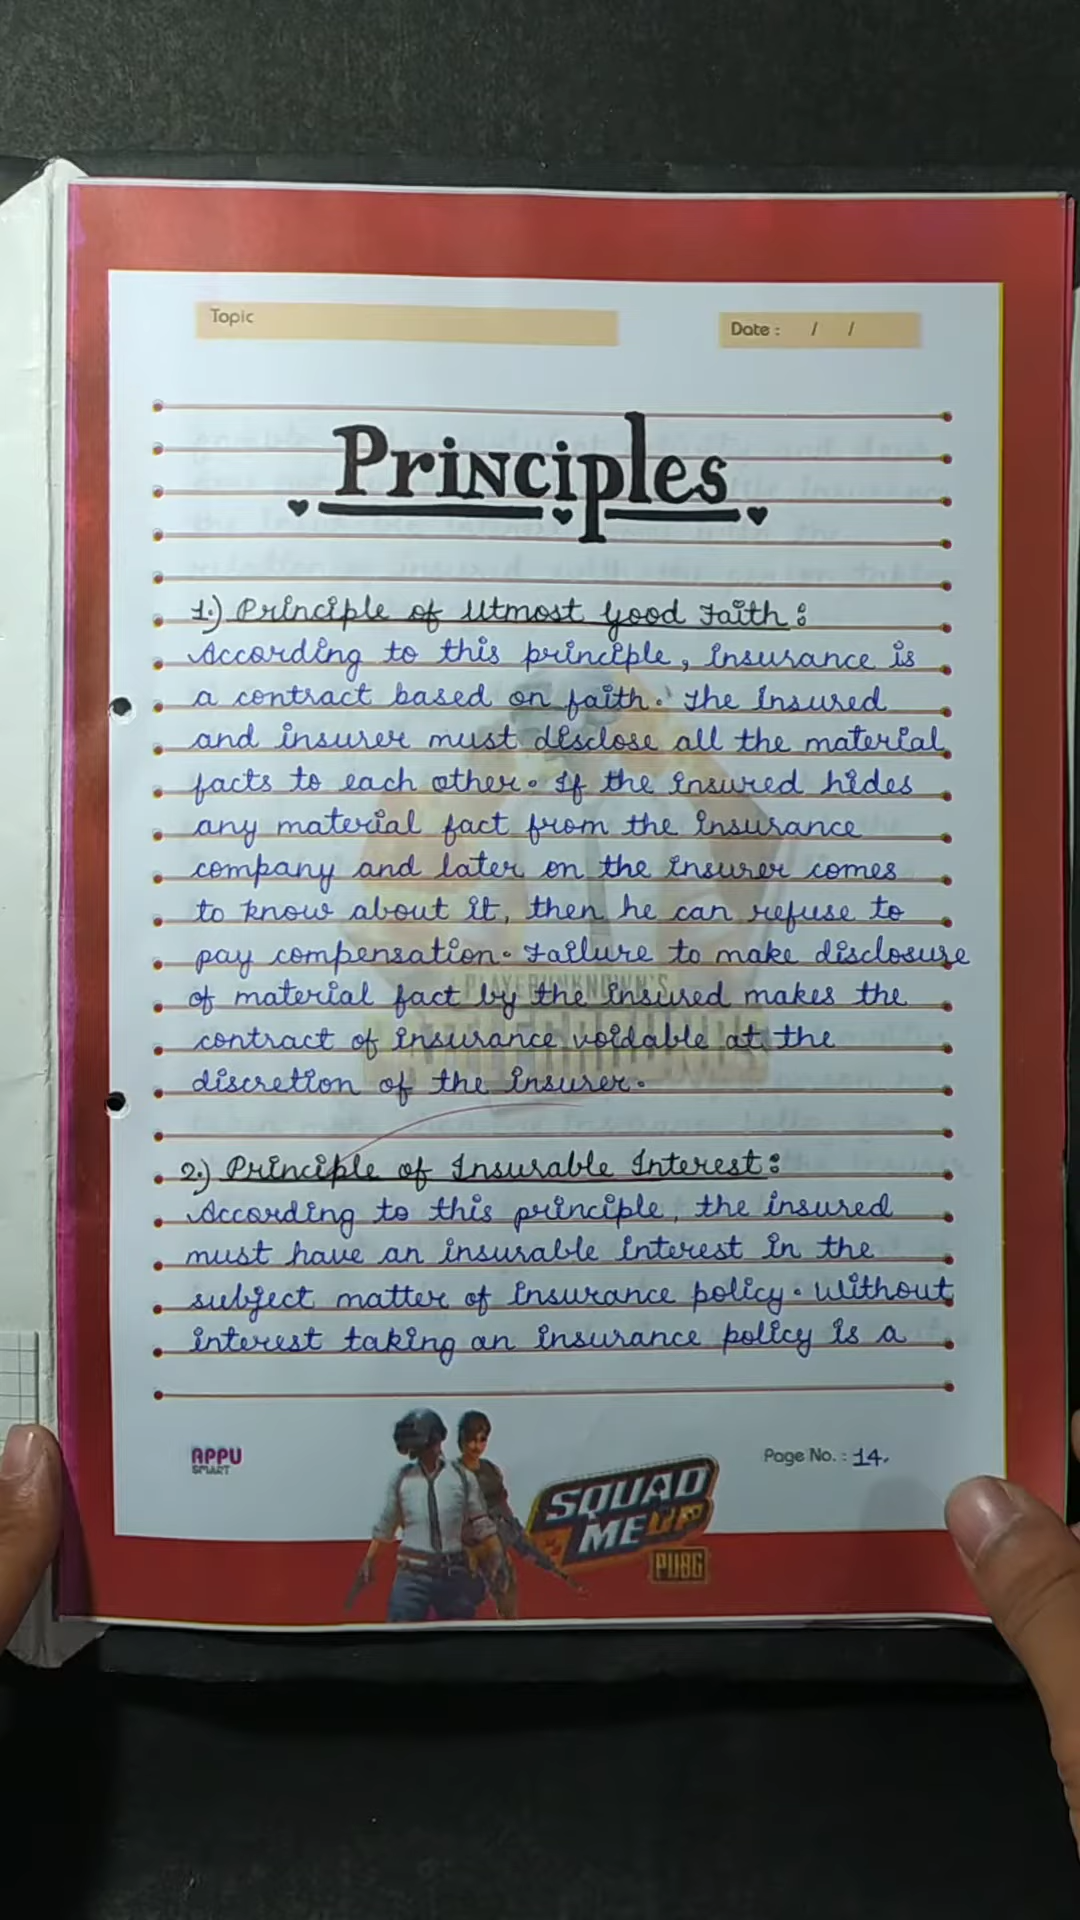 Topic
Date : / /
Principles
1.) Principle of Utmost Good Faith :
According to this principle, insurance is
a contract based on faith. The insured
and insurer must disclose all the material
facts to each other. If the insured hides
any material fact from the insurance
company and later on the insurer comes
to know about it, then he can refuse to
pay compensation. Failure to make disclosure
of material fact by the insured makes the
contract of insurance voidable at the
discretion of the insurer.
PLAYERUNKNOWN'S
BATTLEGROUNDS
2.) Principle of Insurable Interest :
According to this principle, the insured
must have an insurable interest in the
subject matter of insurance policy. Without
interest taking an insurance policy is a
APPU
SMART
Page No. : 14.
SQUAD
ME UP
PUBG